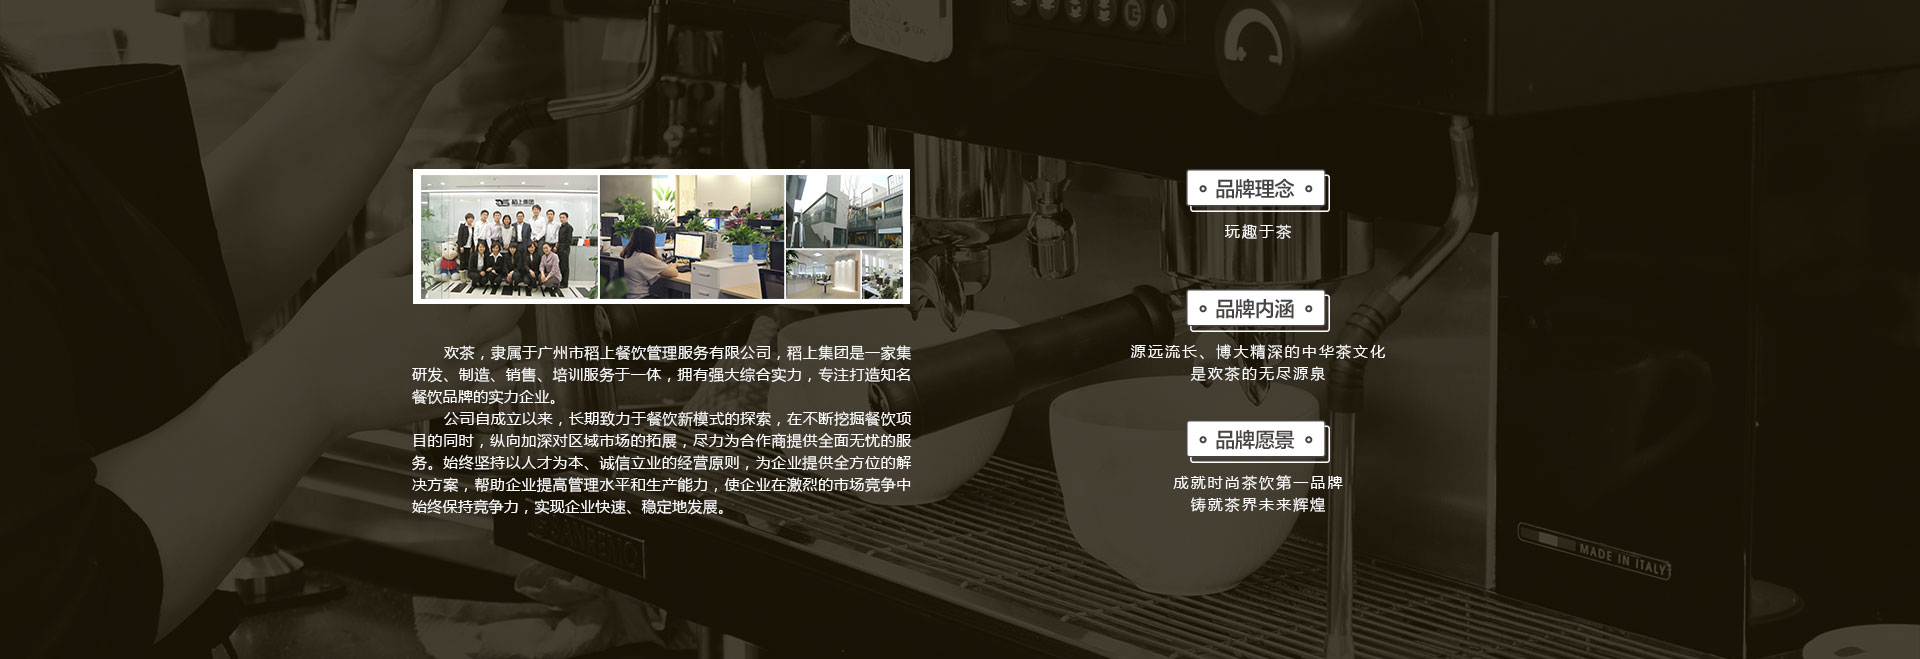 稻上集团
欢茶，隶属于广州市稻上餐饮管理服务有限公司，稻上集团是一家集
研发、制造、销售、培训服务于一体，拥有强大综合实力，专注打造知名
餐饮品牌的实力企业。
公司自成立以来，长期致力于餐饮新模式的探索，在不断挖掘餐饮项
目的同时，纵向加深对区域市场的拓展，尽力为合作商提供全面无忧的服
务。始终坚持以人才为本、诚信立业的经营原则，为企业提供全方位的解
决方案，帮助企业提高管理水平和生产能力，使企业在激烈的市场竞争中
始终保持竞争力，实现企业快速、稳定地发展。
品牌理念
玩趣于茶
品牌内涵
源远流长、博大精深的中华茶文化
是欢茶的无尽源泉
品牌愿景
成就时尚茶饮第一品牌
铸就茶界未来辉煌
SANREMO
MADE IN ITALY